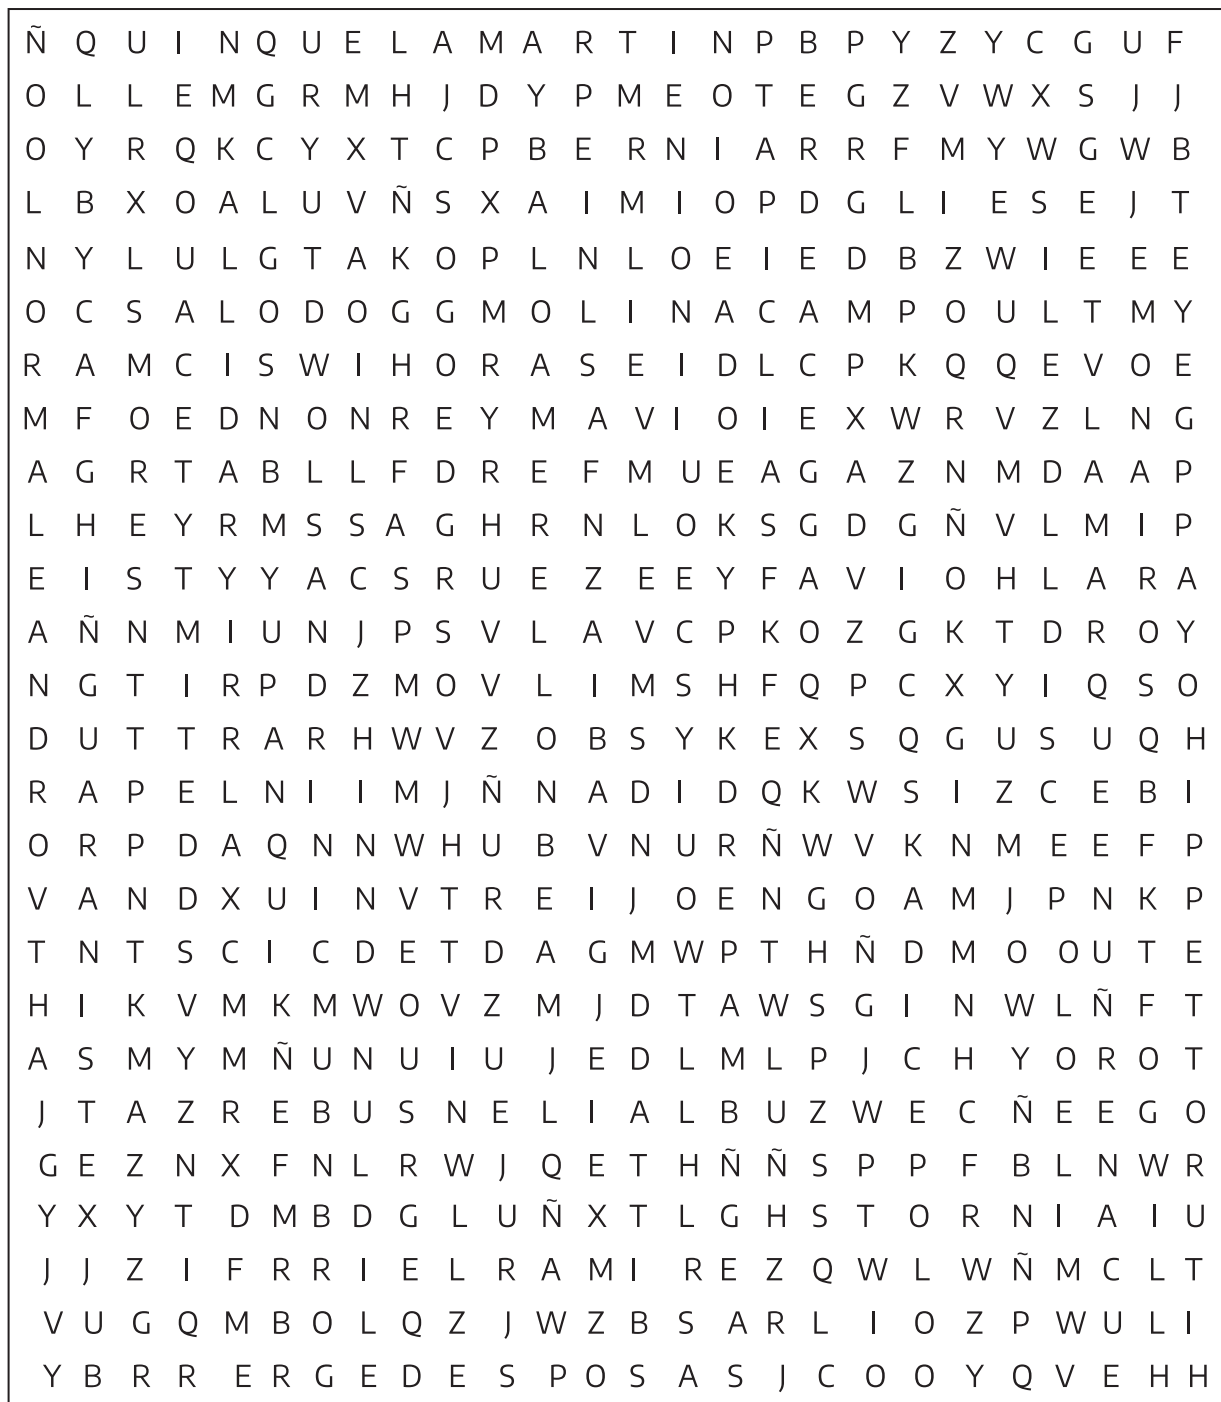 Ñ Q U I N Q U E L A M A R T I N P B P Y Z Y C G U F
O L L E M G R M H J D Y P M E O T E G Z V W X S J J
O Y R Q K C Y X T C P B E R N I A R R F M Y W G W B
L B X O A L U V Ñ S X A I M I O P D G L I E S E J T
N Y L U L G T A K O P L N L O E I E D B Z W I E E E
O C S A L O D O G G M O L I N A C A M P O U L T M Y
R A M C I S W I H O R A S E I D L C P K Q Q E V O E
M F O E D N O N R E Y M A V I O I E X W R V Z L N G
A G R T A B L L F D R E F M U E A G A Z N M D A A P
L H E Y R M S S A G H R N L O K S G D G Ñ V L M I P
E I S T Y Y A C S R U E Z E E Y F A V I O H L A R A
A Ñ N M I U N J P S V L A V C P K O Z G K T D R O Y
N G T I R P D Z M O V L I M S H F Q P C X Y I Q S O
D U T T R A R H W V Z O B S Y K E X S Q G U S U Q H
R A P E L N I I M J Ñ N A D I D Q K W S I Z C E B I
O R P D A Q N N W H U B V N U R Ñ W V K N M E E F P
V A N D X U I N V T R E I J O E N G O A M J P N K P
T N T S C I C D E T D A G M W P T H Ñ D M O O U T E
H I K V M K M W O V Z M J D T A W S G I N W L Ñ F T
A S M Y M Ñ U N U I U J E D L M L P J C H Y O R O T
J T A Z R E B U S N E L I A L B U Z W E C Ñ E E G O
G E Z N X F N L R W J Q E T H Ñ Ñ S P P F B L N W R
Y X Y T D M B D G L U Ñ X T L G H S T O R N I A I U
J J Z I F R R I E L R A M I R E Z Q W L W Ñ M C L T
V U G Q M B O L Q Z J W Z B S A R L I O Z P W U L I
Y B R R E R G E D E S P O S A S J C O O Y Q V E H H